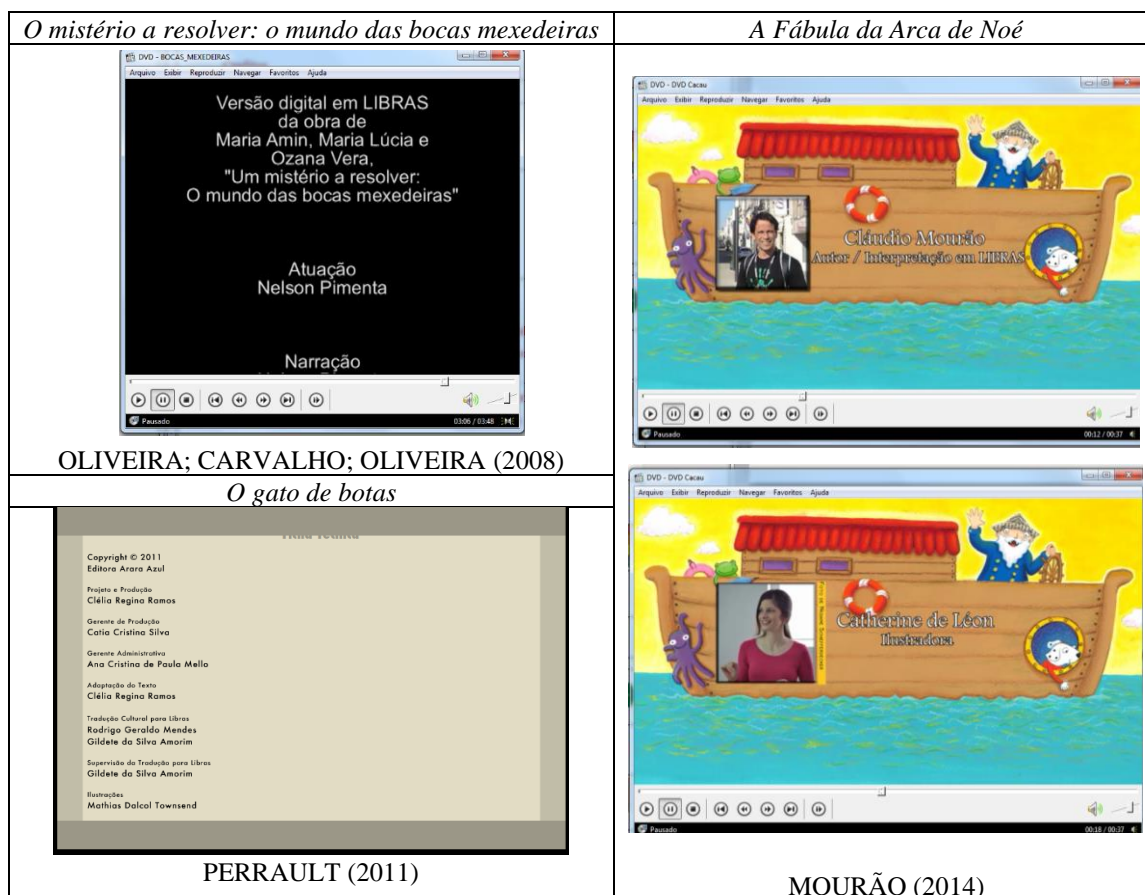 O mistério a resolver: o mundo das bocas mexedeiras
DVD - BOCAS_MEXEDEIRAS
Arquivo Exibir Reproduzir Navegar Favoritos Ajuda
Versão digital em LIBRAS
da obra de
Maria Amin, Maria Lúcia e
Ozana Vera,
"Um mistério a resolver:
O mundo das bocas mexedeiras"
Atuação
Nelson Pimenta
Narração
Pausado
03:06 / 03:48
OLIVEIRA; CARVALHO; OLIVEIRA (2008)
O gato de botas
Copyright © 2011
Editora Arara Azul
Projeto e Produção
Clélia Regina Ramos
Gerente de Produção
Catia Cristina Silva
Gerente Administrativa
Ana Cristina de Paula Mello
Adaptação do Texto
Clélia Regina Ramos
Tradução Cultural para Libras
Rodrigo Geraldo Mendes
Gildete da Silva Amorim
Supervisão da Tradução para Libras
Gildete da Silva Amorim
Ilustrações
Mathias Dalcol Townsend
PERRAULT (2011)
A Fábula da Arca de Noé
DVD - DVD Cacau
Arquivo Exibir Reproduzir Navegar Favoritos Ajuda
Cláudio Mourão
Autor / Interpretação em LIBRAS
Pausado
00:12 / 00:37
DVD - DVD Cacau
Arquivo Exibir Reproduzir Navegar Favoritos Ajuda
Catherine de Léon
Ilustradora
Pausado
00:18 / 00:37
MOURÃO (2014)